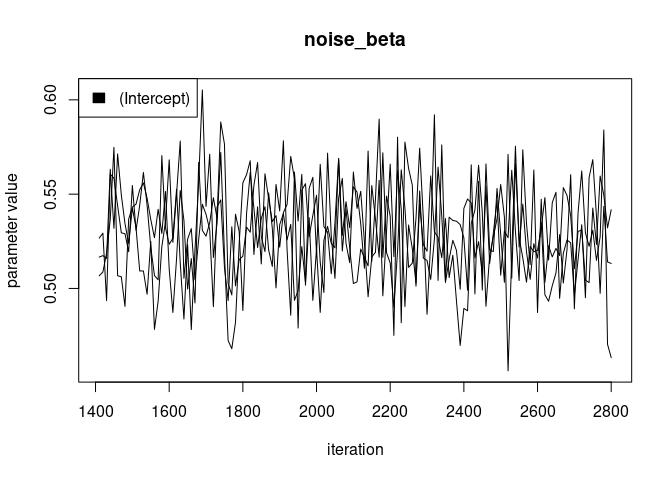 noise_beta
(Intercept)
0.60
0.55
0.50
parameter value
1400 1600 1800 2000 2200 2400 2600 2800
iteration